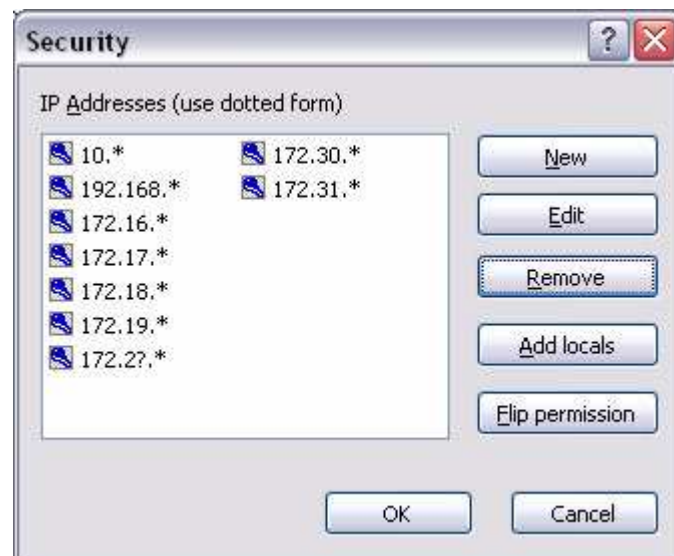 Security
?
IP Addresses (use dotted form)
10.*
192.168.*
172.16.*
172.17.*
172.18.*
172.19.*
172.2?.*
172.30.*
172.31.*
New
Edit
Remove
Add locals
Flip permission
OK
Cancel